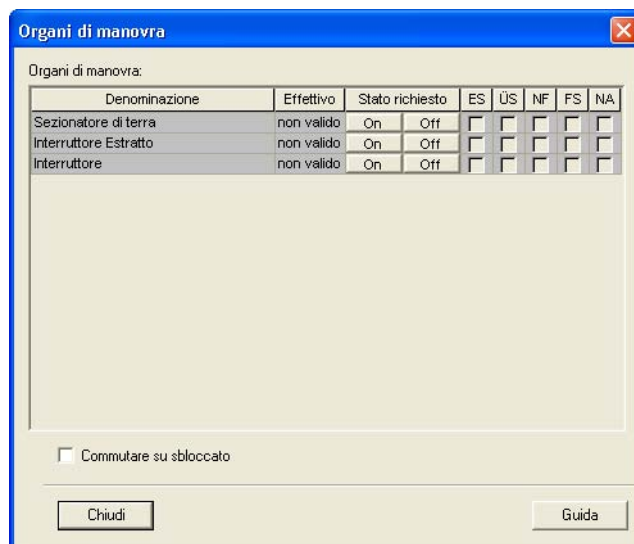 Organi di manovra
Organi di manovra:
Denominazione Effettivo Stato richiesto ES ÜS NF FS NA
Sezionatore di terra non valido On Off
Interruttore Estratto non valido On Off
Interruttore non valido On Off
Commutare su sbloccato
Chiudi Guida